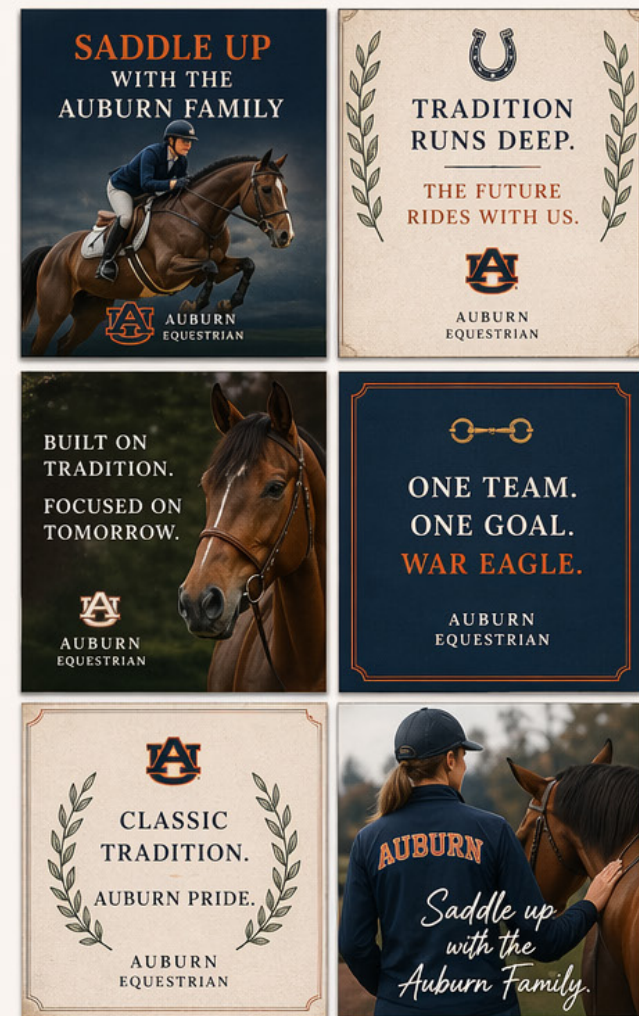 SADDLE UP
WITH THE
AUBURN FAMILY
AU
AUBURN
EQUESTRIAN
TRADITION
RUNS DEEP.
THE FUTURE
RIDES WITH US.
AU
AUBURN
EQUESTRIAN
BUILT ON
TRADITION.
FOCUSED ON
TOMORROW.
AU
AUBURN
EQUESTRIAN
ONE TEAM.
ONE GOAL.
WAR EAGLE.
AUBURN
EQUESTRIAN
AU
CLASSIC
TRADITION.
AUBURN PRIDE.
AUBURN
EQUESTRIAN
AUBURN
Saddle up
with the
Auburn Family.